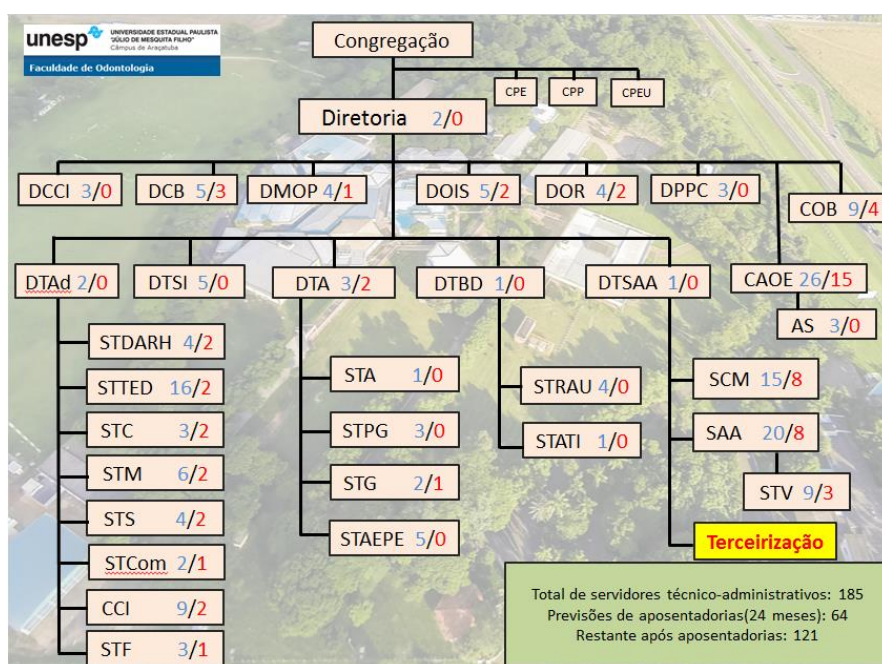 unesp
UNIVERSIDADE ESTADUAL PAULISTA
"JÚLIO DE MESQUITA FILHO"
Câmpus de Araçatuba
Faculdade de Odontologia
Congregação
CPE
CPP
CPEU
Diretoria 2/0
DCCI 3/0
DCB 5/3
DMOP 4/1
DOIS 5/2
DOR 4/2
DPPC 3/0
COB 9/4
DTAd 2/0
DTSI 5/0
DTA 3/2
DTBD 1/0
DTSAA 1/0
CAOE 26/15
AS 3/0
STDARH 4/2
STTED 16/2
STC 3/2
STM 6/2
STS 4/2
STCom 2/1
CCI 9/2
STF 3/1
STA 1/0
STPG 3/0
STG 2/1
STAEPE 5/0
STRAU 4/0
STATI 1/0
SCM 15/8
SAA 20/8
STV 9/3
Terceirização
Total de servidores técnico-administrativos: 185
Previsões de aposentadorias(24 meses): 64
Restante após aposentadorias: 121